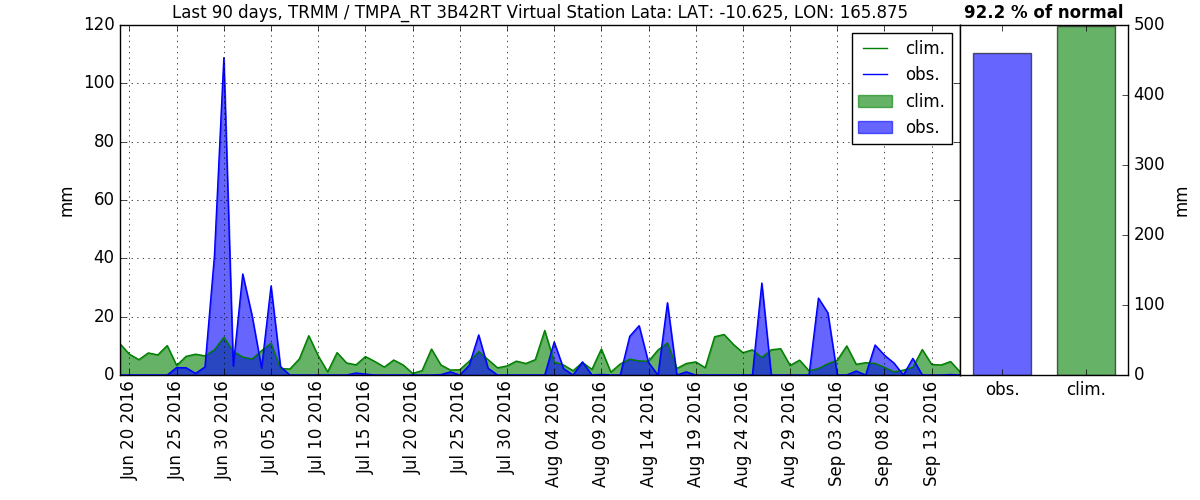 Last 90 days, TRMM / TMPA_RT 3B42RT Virtual Station Lata: LAT: -10.625, LON: 165.875
92.2 % of normal
120
100
80
60
40
20
0
mm
clim.
obs.
clim.
obs.
500
400
300
200
100
0
mm
Jun 20 2016
Jun 25 2016
Jun 30 2016
Jul 05 2016
Jul 10 2016
Jul 15 2016
Jul 20 2016
Jul 25 2016
Jul 30 2016
Aug 04 2016
Aug 09 2016
Aug 14 2016
Aug 19 2016
Aug 24 2016
Aug 29 2016
Sep 03 2016
Sep 08 2016
Sep 13 2016
obs.
clim.